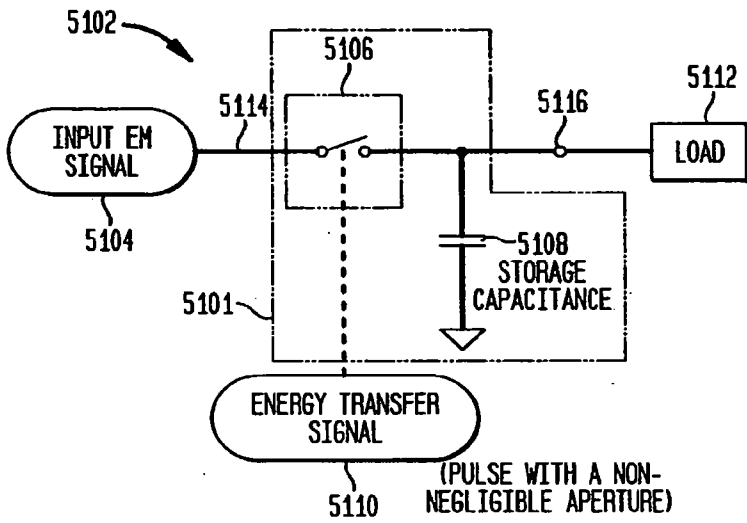 5102
5106
5114
5116
5112
INPUT EM
SIGNAL
LOAD
5104
5108
STORAGE
CAPACITANCE
5101
ENERGY TRANSFER
SIGNAL
5110
(PULSE WITH A NON-
NEGLIGIBLE APERTURE)